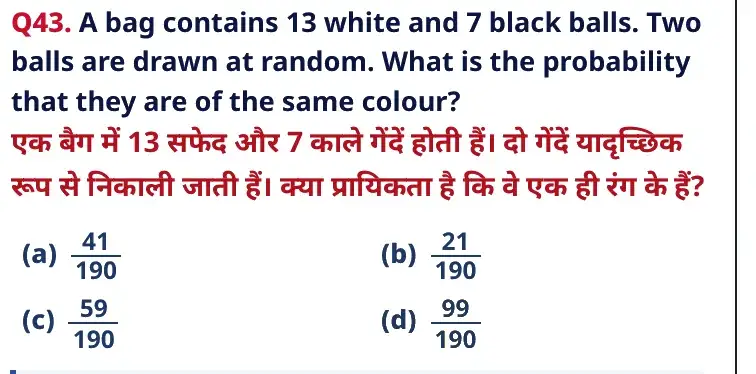 Q43. A bag contains 13 white and 7 black balls. Two
balls are drawn at random. What is the probability
that they are of the same colour?
एक बैग में 13 सफेद और 7 काले गेंदें होती हैं। दो गेंदें यादृच्छिक
रूप से निकाली जाती हैं। क्या प्रायिकता है कि वे एक ही रंग के हैं?
(a) 41/190 (b) 21/190
(c) 59/190 (d) 99/190